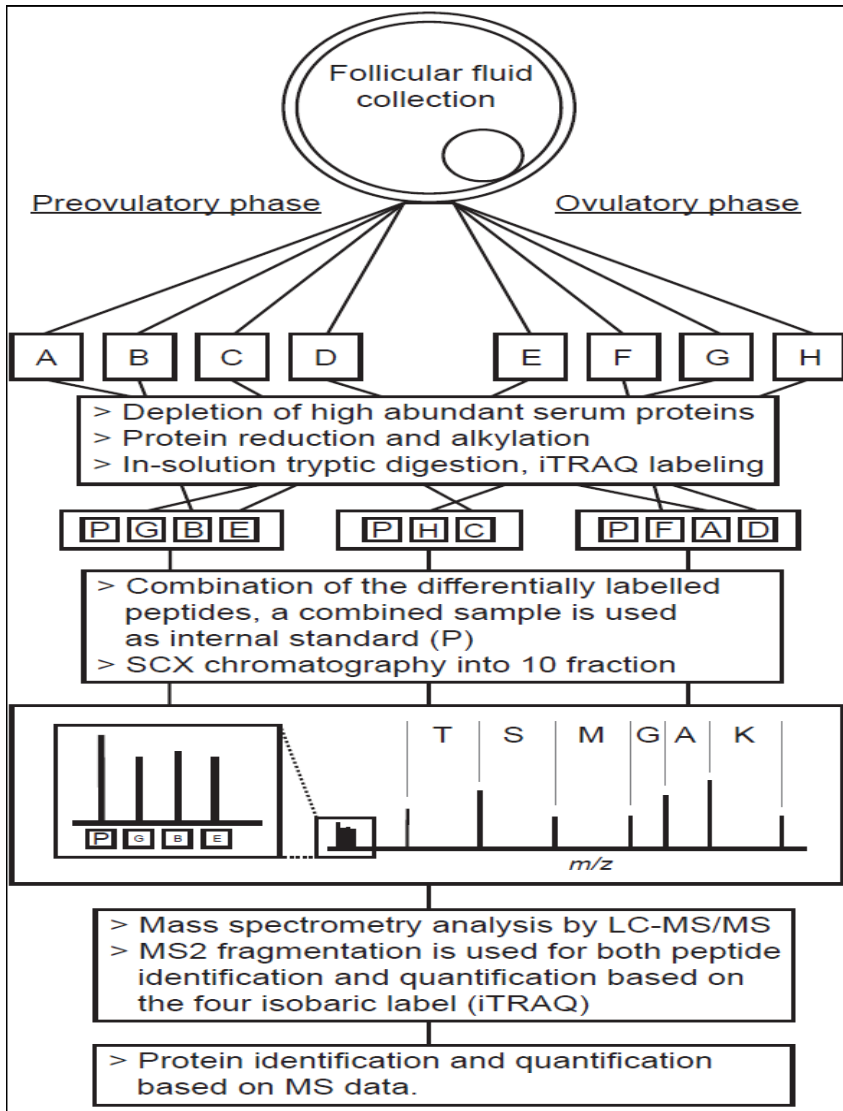 Follicular fluid
collection
Preovulatory phase
Ovulatory phase
A B C D E F G H
> Depletion of high abundant serum proteins
> Protein reduction and alkylation
> In-solution tryptic digestion, iTRAQ labeling
P G B E P H C P F A D
> Combination of the differentially labelled
peptides, a combined sample is used
as internal standard (P)
> SCX chromatography into 10 fraction
T S M G A K
P G B E
m/z
> Mass spectrometry analysis by LC-MS/MS
> MS2 fragmentation is used for both peptide
identification and quantification based on
the four isobaric label (iTRAQ)
> Protein identification and quantification
based on MS data.